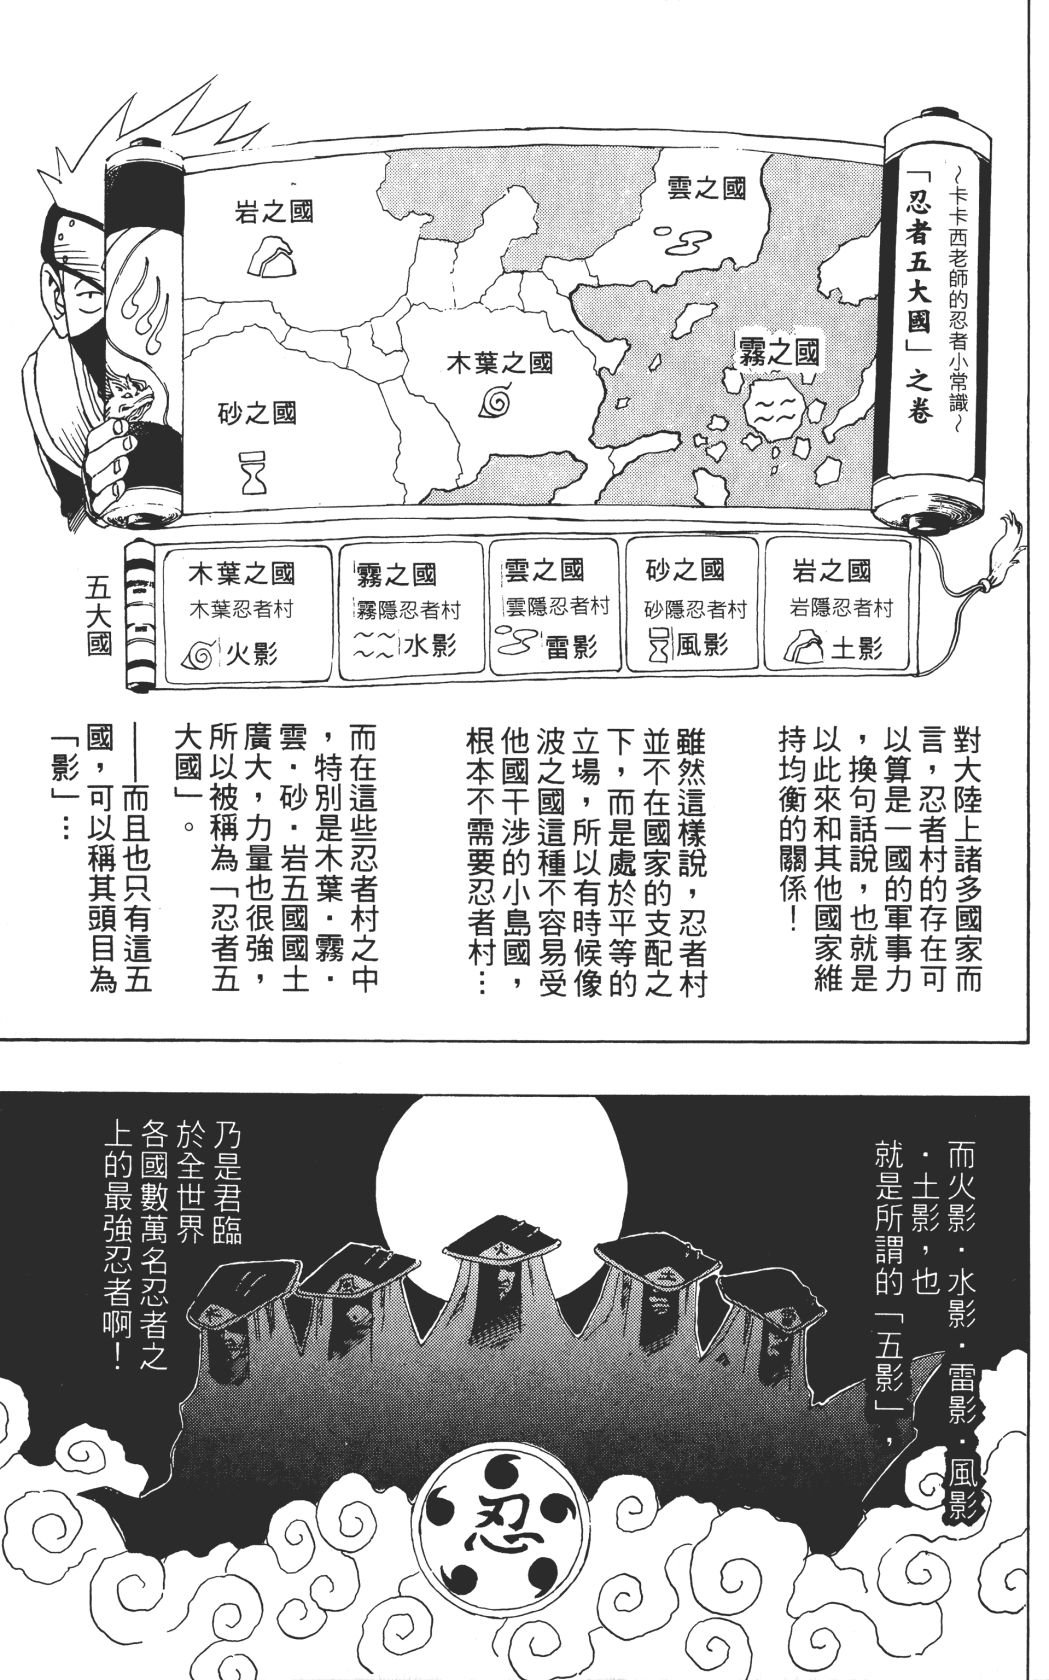 ～卡卡西老師的忍者小常識～
「忍者五大國」之卷
雲之國
岩之國
霧之國
木葉之國
砂之國
五大國
木葉之國
木葉忍者村
火影
霧之國
霧隱忍者村
水影
雲之國
雲隱忍者村
雷影
砂之國
砂隱忍者村
風影
岩之國
岩隱忍者村
土影
對大陸上諸多國家而
言，忍者村的存在可
以算是一國的軍事力
，換句話說，也就是
以此來和其他國家維
持均衡的關係！
雖然這樣說，忍者村
並不在國家的支配之
下，而是處於平等的
立場，所以有時候像
波之國這種不容易受
他國干涉的小島國，
根本不需要忍者村…
而在這些忍者村之中
，特別是木葉．霧．
雲．砂．岩五國國土
廣大，力量也很強，
所以被稱為「忍者五
大國」。
——而且也只有這五
國，可以稱其頭目為
「影」…
而火影．水影．雷影．風影
．土影，也
就是所謂的「五影」，
乃是君臨
於全世界
各國數萬名忍者之
上的最強忍者啊！
忍